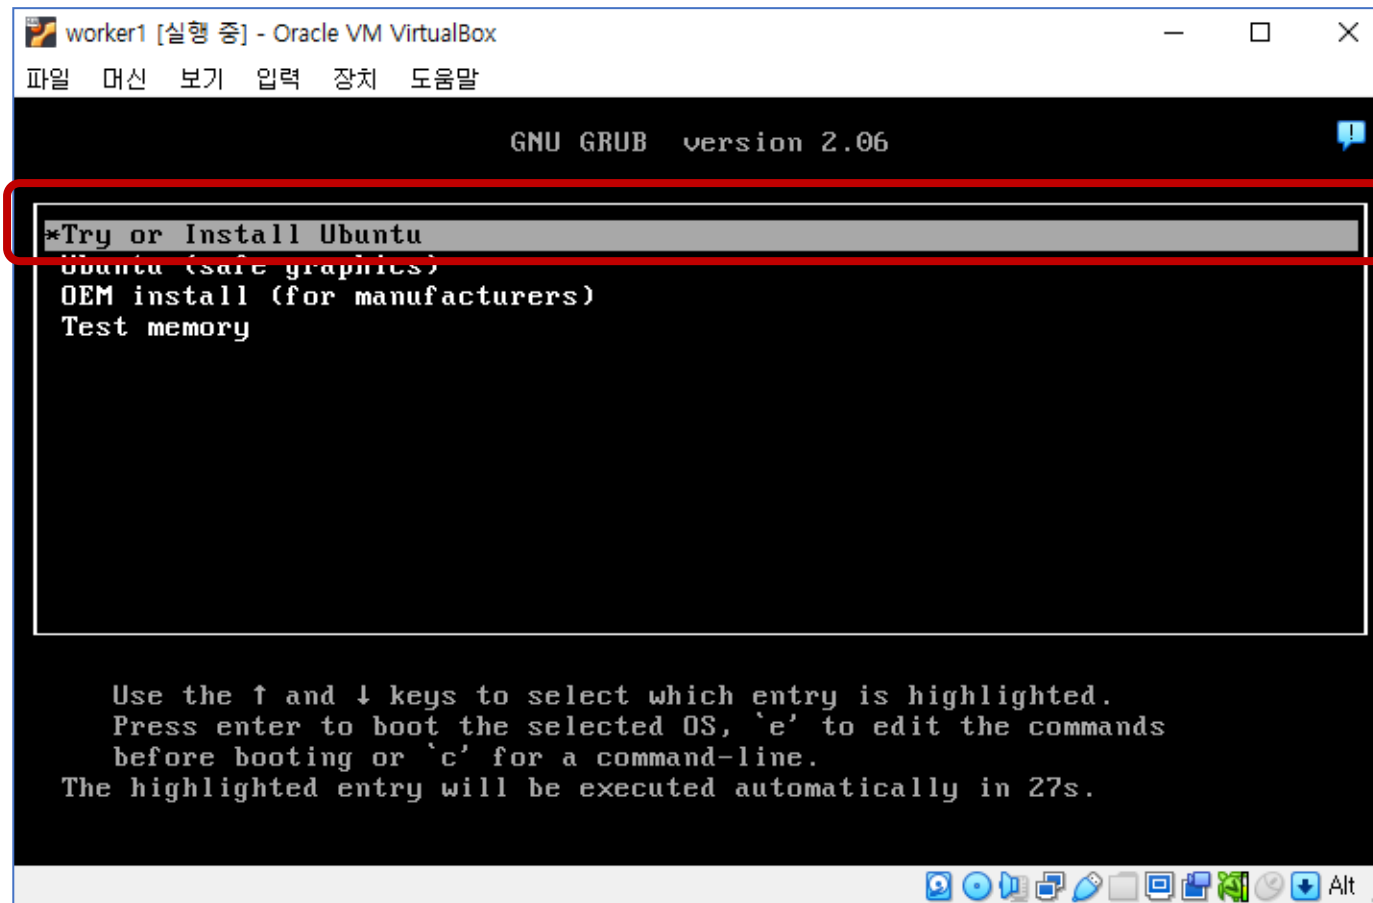 worker1 [실행 중] - Oracle VM VirtualBox
파일 머신 보기 입력 장치 도움말
GNU GRUB version 2.06
*Try or Install Ubuntu
Ubuntu (safe graphics)
OEM install (for manufacturers)
Test memory
Use the ↑ and ↓ keys to select which entry is highlighted.
Press enter to boot the selected OS, `e' to edit the commands
before booting or `c' for a command-line.
The highlighted entry will be executed automatically in 27s.
Alt